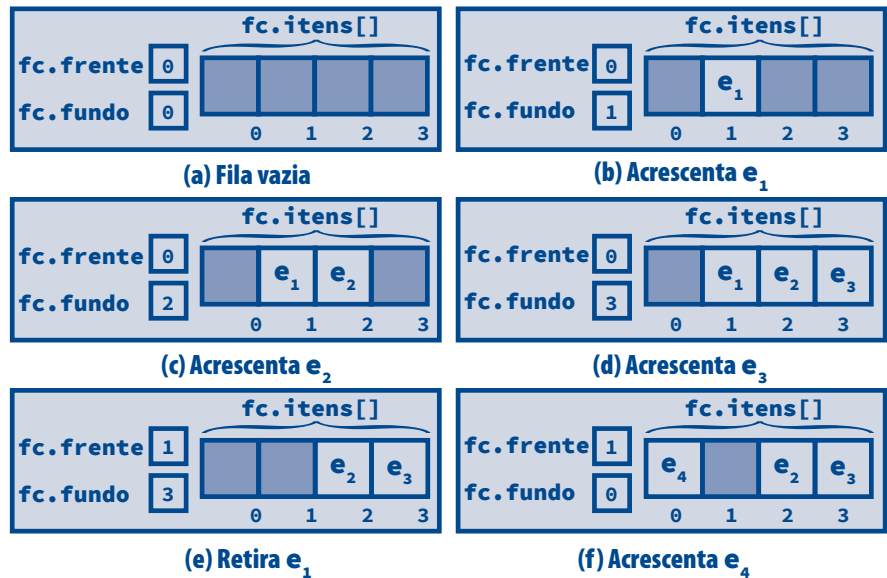 fc.itens[]
fc.frente 0
fc.fundo 0
0 1 2 3
(a) Fila vazia
fc.itens[]
fc.frente 0
e₁
fc.fundo 1
0 1 2 3
(b) Acrescenta e₁
fc.itens[]
fc.frente 0
e₁ e₂
fc.fundo 2
0 1 2 3
(c) Acrescenta e₂
fc.itens[]
fc.frente 0
e₁ e₂ e₃
fc.fundo 3
0 1 2 3
(d) Acrescenta e₃
fc.itens[]
fc.frente 1
e₂ e₃
fc.fundo 3
0 1 2 3
(e) Retira e₁
fc.itens[]
fc.frente 1
e₄ e₂ e₃
fc.fundo 0
0 1 2 3
(f) Acrescenta e₄